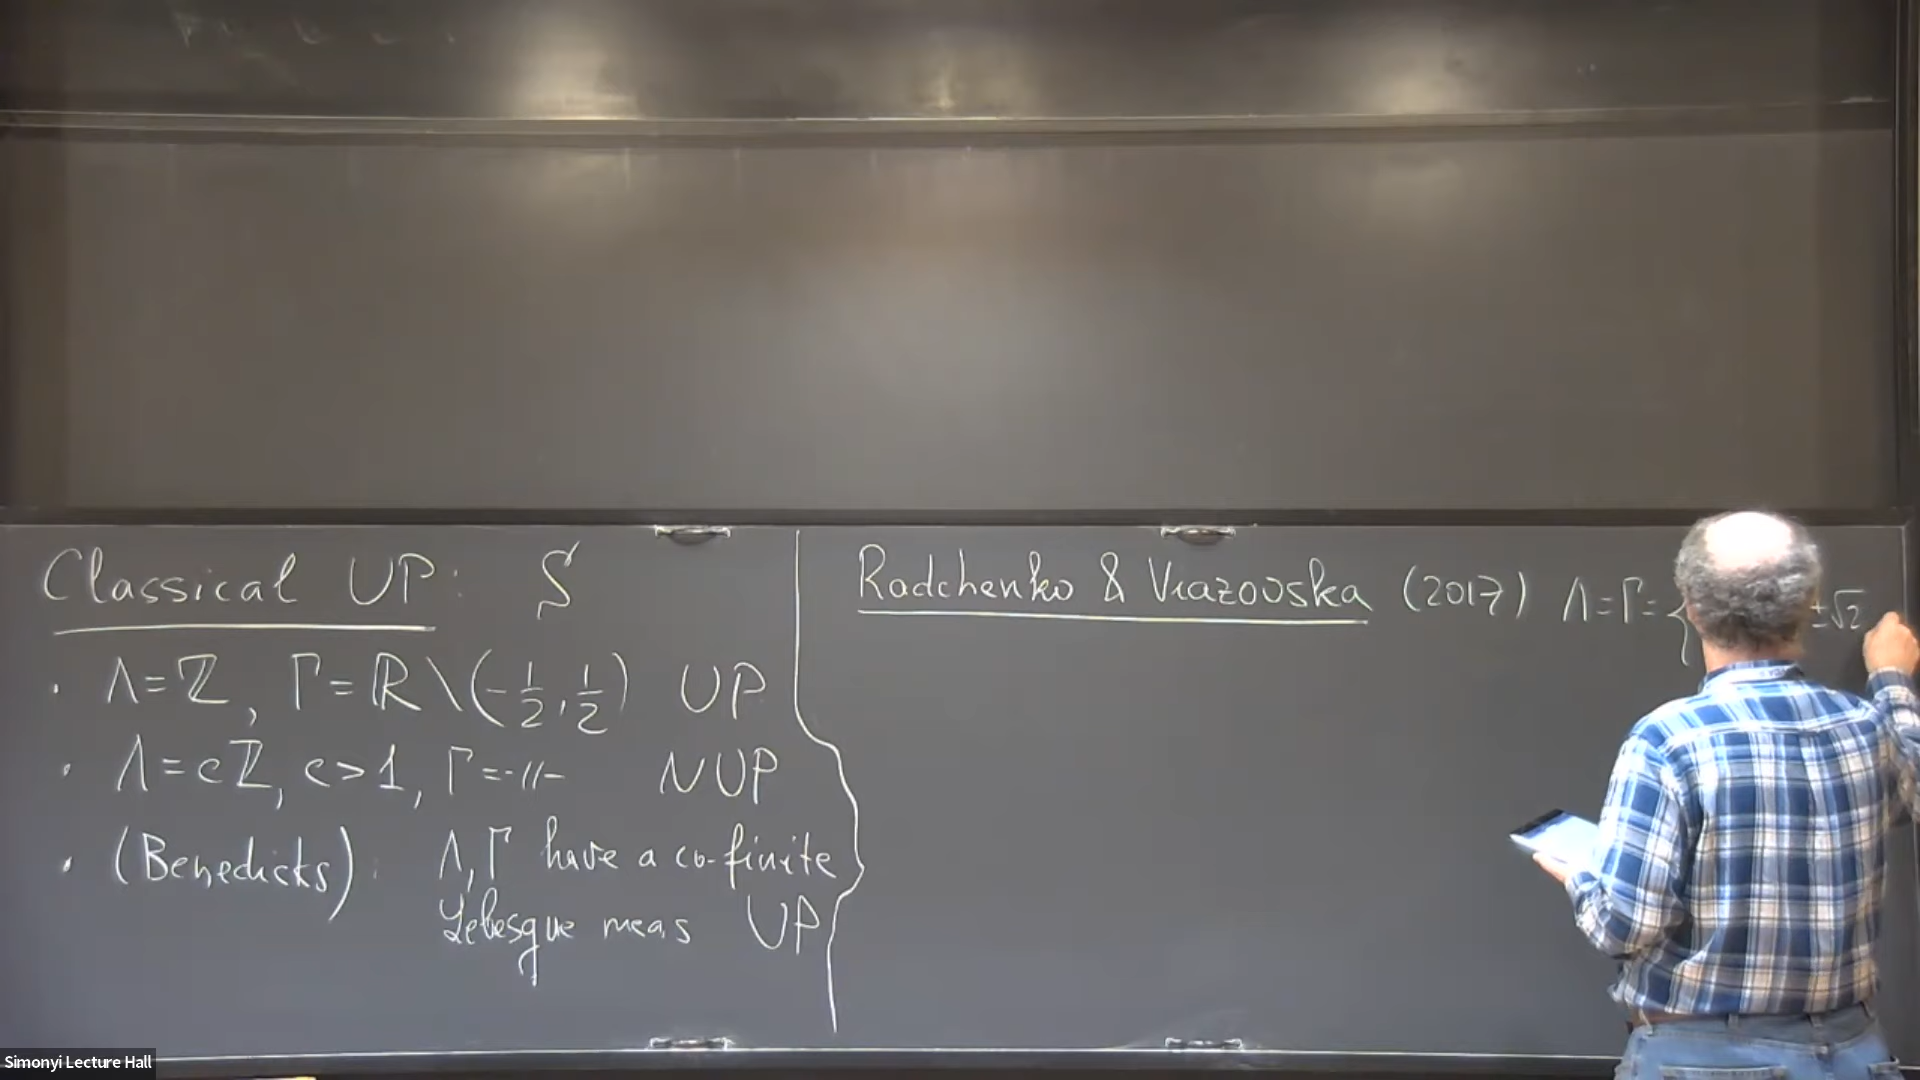 Classical UP: S
· Λ=ℤ, Γ=ℝ\(-1/2, 1/2) UP
· Λ=cℤ, c>1, Γ=-//- NUP
· (Benedicks): Λ,Γ have a co-finite
Lebesgue meas UP
Radchenko & Viazovska (2017) Λ=Γ={ ±√2
Simonyi Lecture Hall